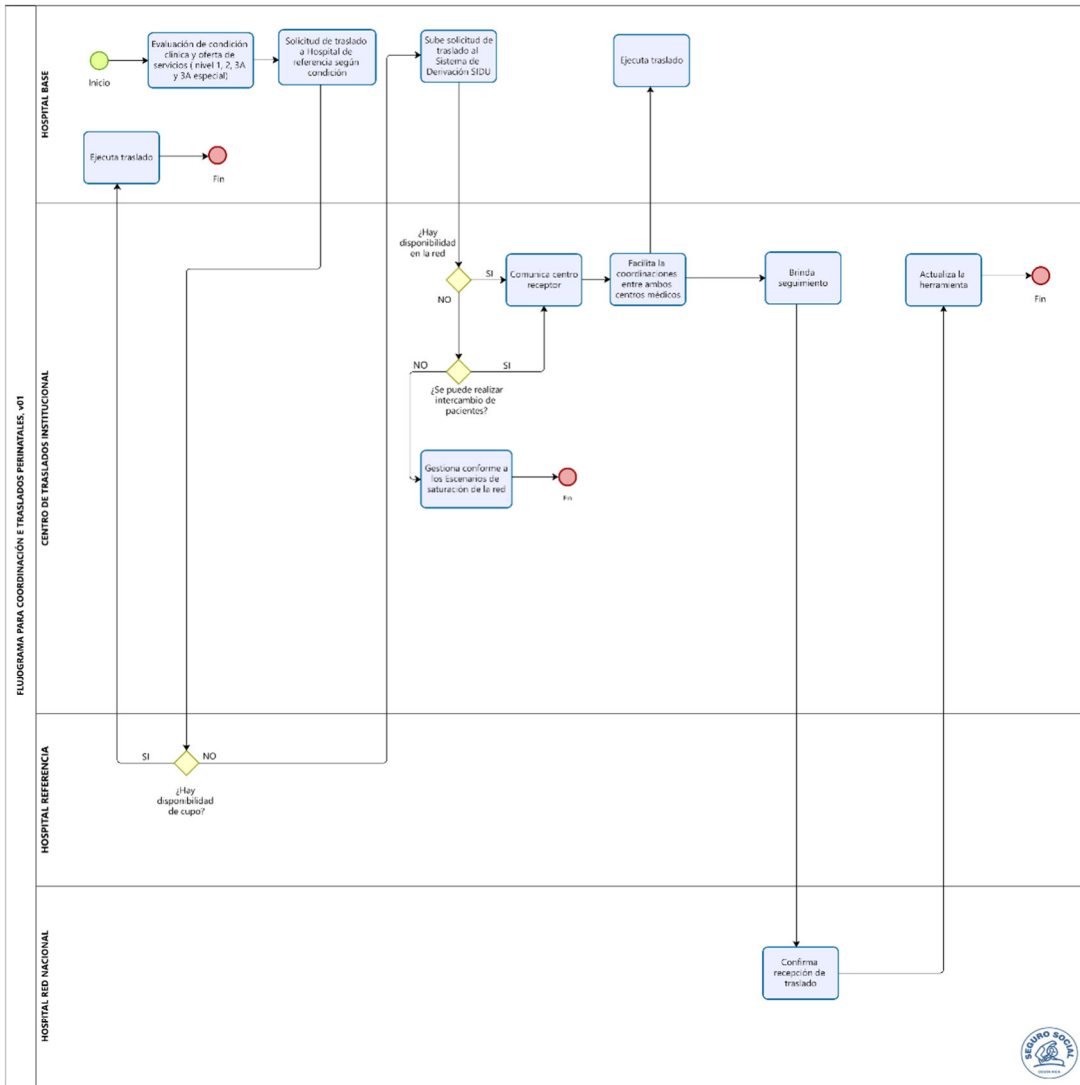 FLUJOGRAMA PARA COORDINACIÓN E TRASLADOS PERINATALES, v01
HOSPITAL BASE
Inicio
Evaluación de condición
clínica y oferta de
servicios ( nivel 1, 2, 3A
y 3A especial)
Solicitud de traslado
a Hospital de
referencia según
condición
Sube solicitud de
traslado al
Sistema de
Derivación SIDU
Ejecuta traslado
Ejecuta traslado
Fin
CENTRO DE TRASLADOS INSTITUCIONAL
¿Hay
disponibilidad
en la red
SI
NO
Comunica centro
receptor
Facilita la
coordinaciones
entre ambos
centros médicos
Brinda
seguimiento
Actualiza la
herramienta
Fin
NO
SI
¿Se puede realizar
intercambio de
pacientes?
Gestiona conforme a
los Escenarios de
saturación de la red
Fin
HOSPITAL REFERENCIA
SI
NO
¿Hay
disponibilidad
de cupo?
HOSPITAL RED NACIONAL
Confirma
recepción de
traslado
SEGURO SOCIAL
COSTA RICA